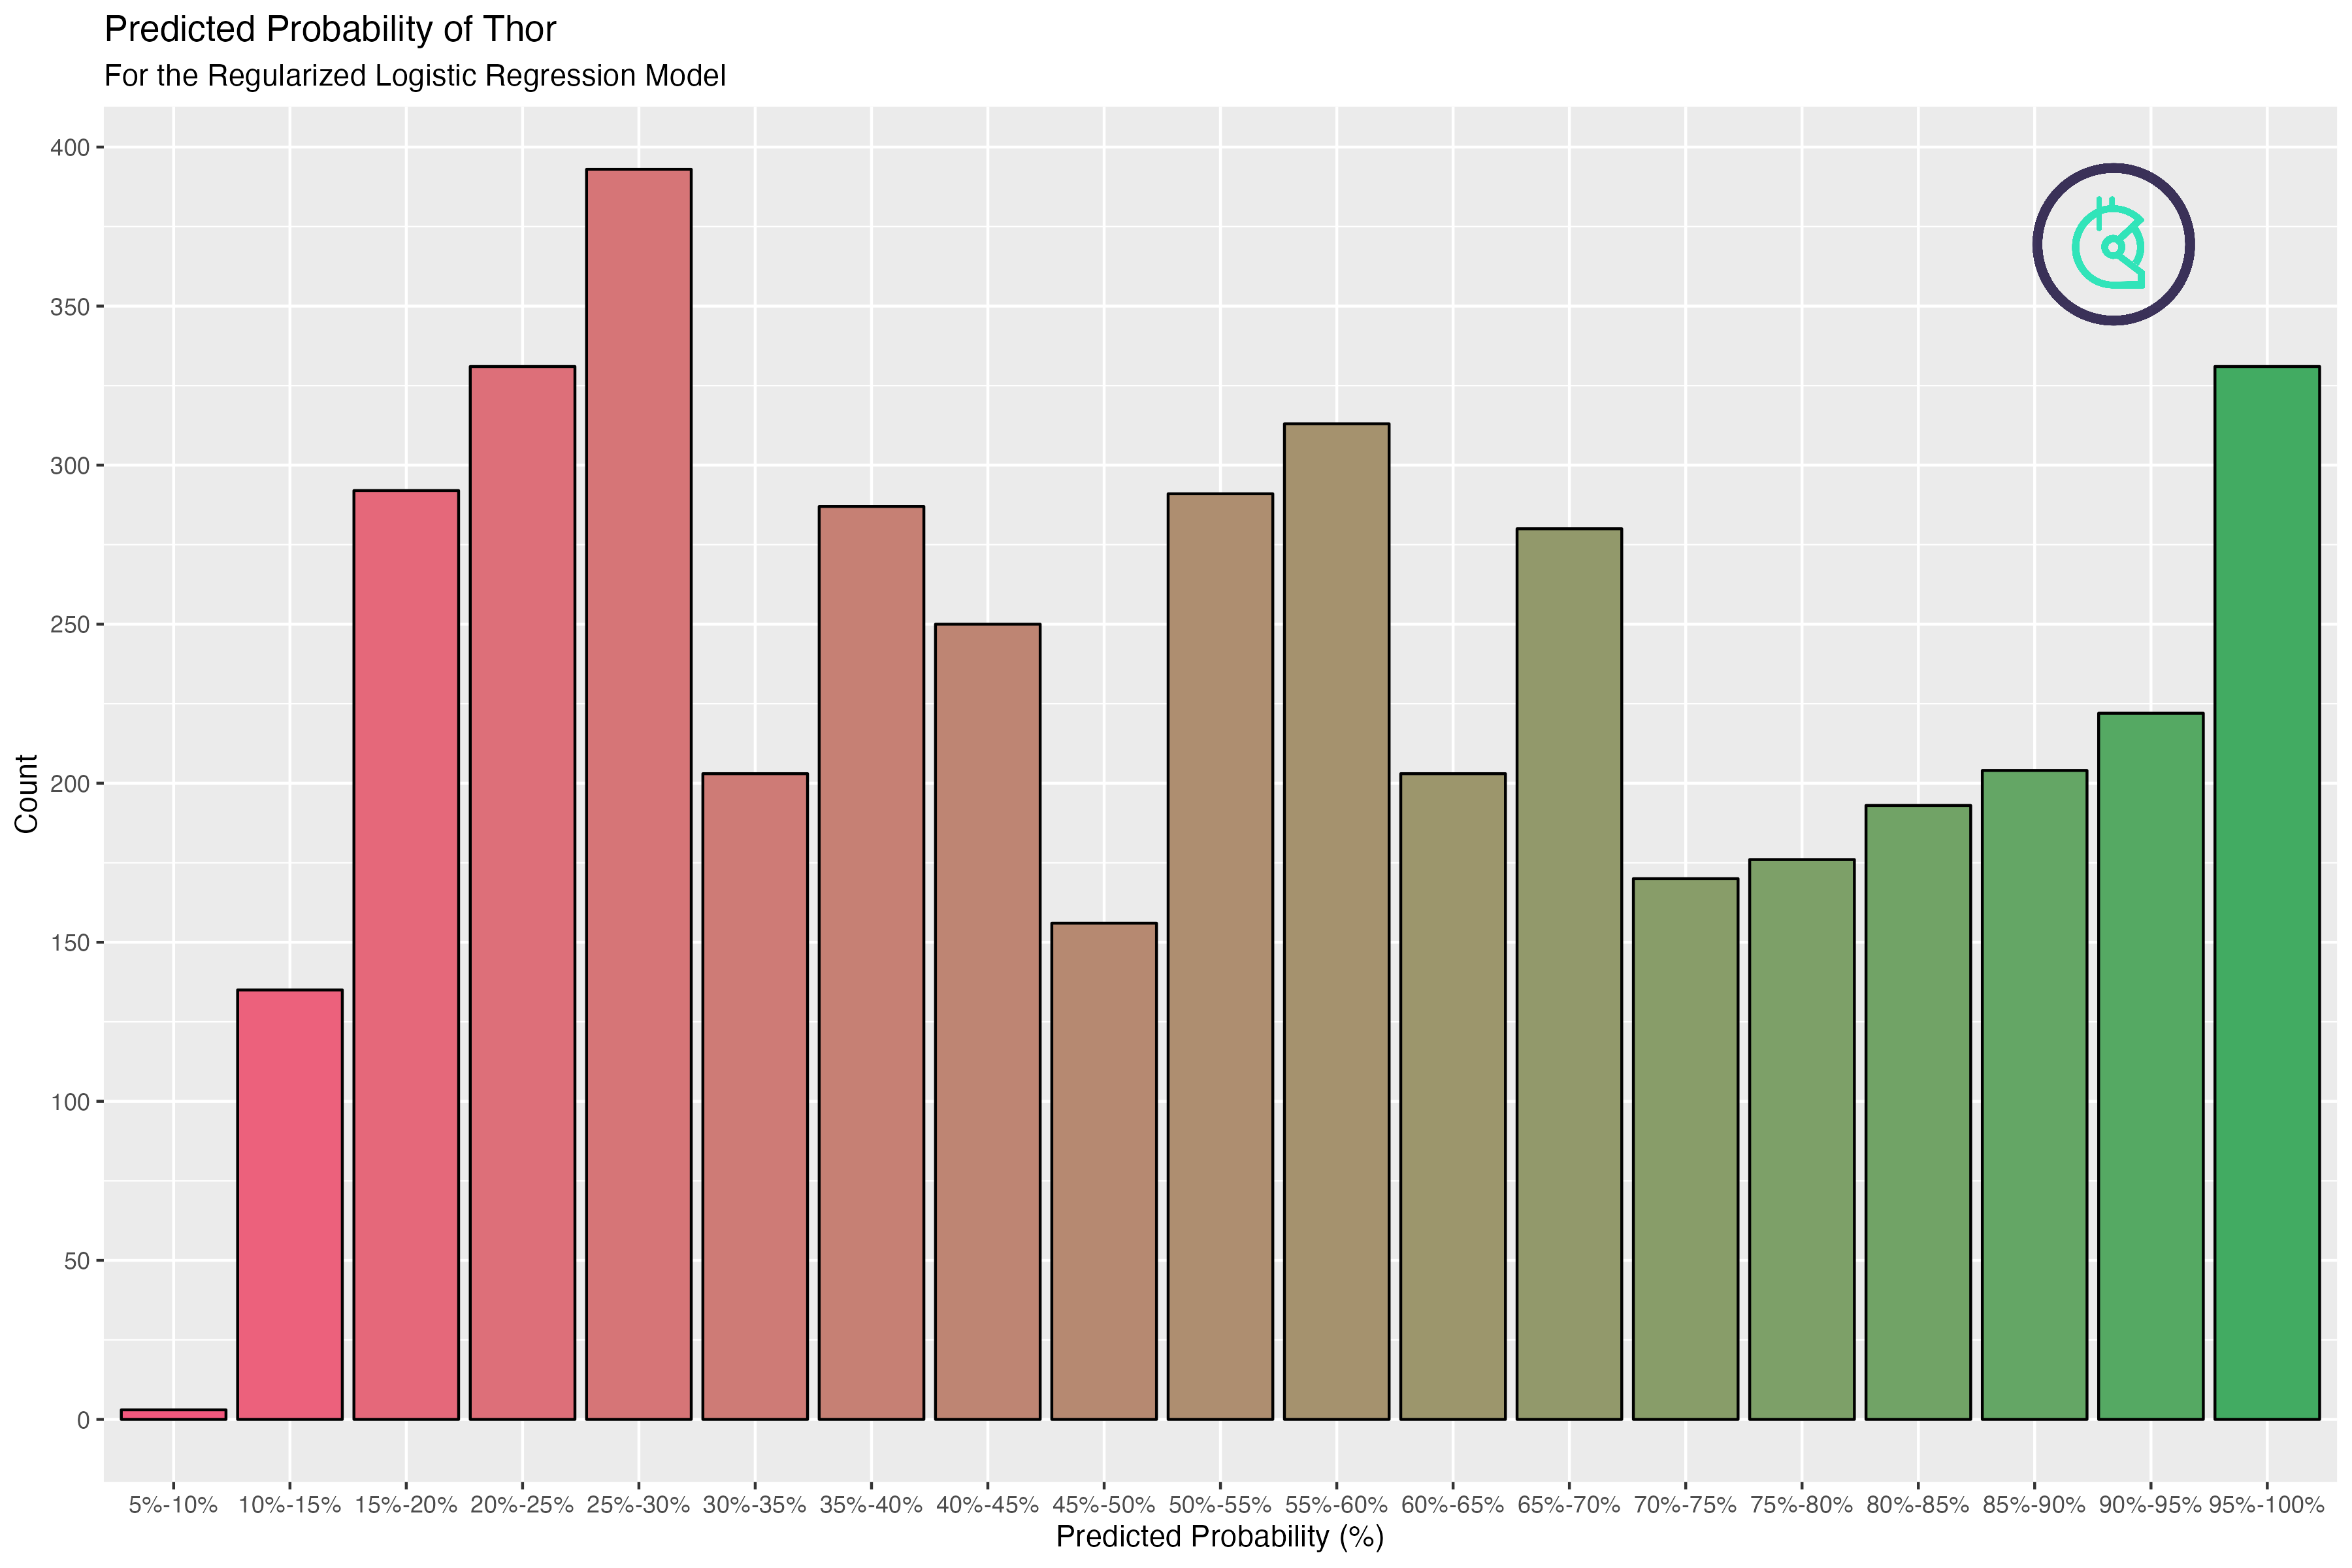 Predicted Probability of Thor
For the Regularized Logistic Regression Model
400
350
300
250
200
150
100
50
0
Count
5%-10% 10%-15% 15%-20% 20%-25% 25%-30% 30%-35% 35%-40% 40%-45% 45%-50% 50%-55% 55%-60% 60%-65% 65%-70% 70%-75% 75%-80% 80%-85% 85%-90% 90%-95% 95%-100%
Predicted Probability (%)